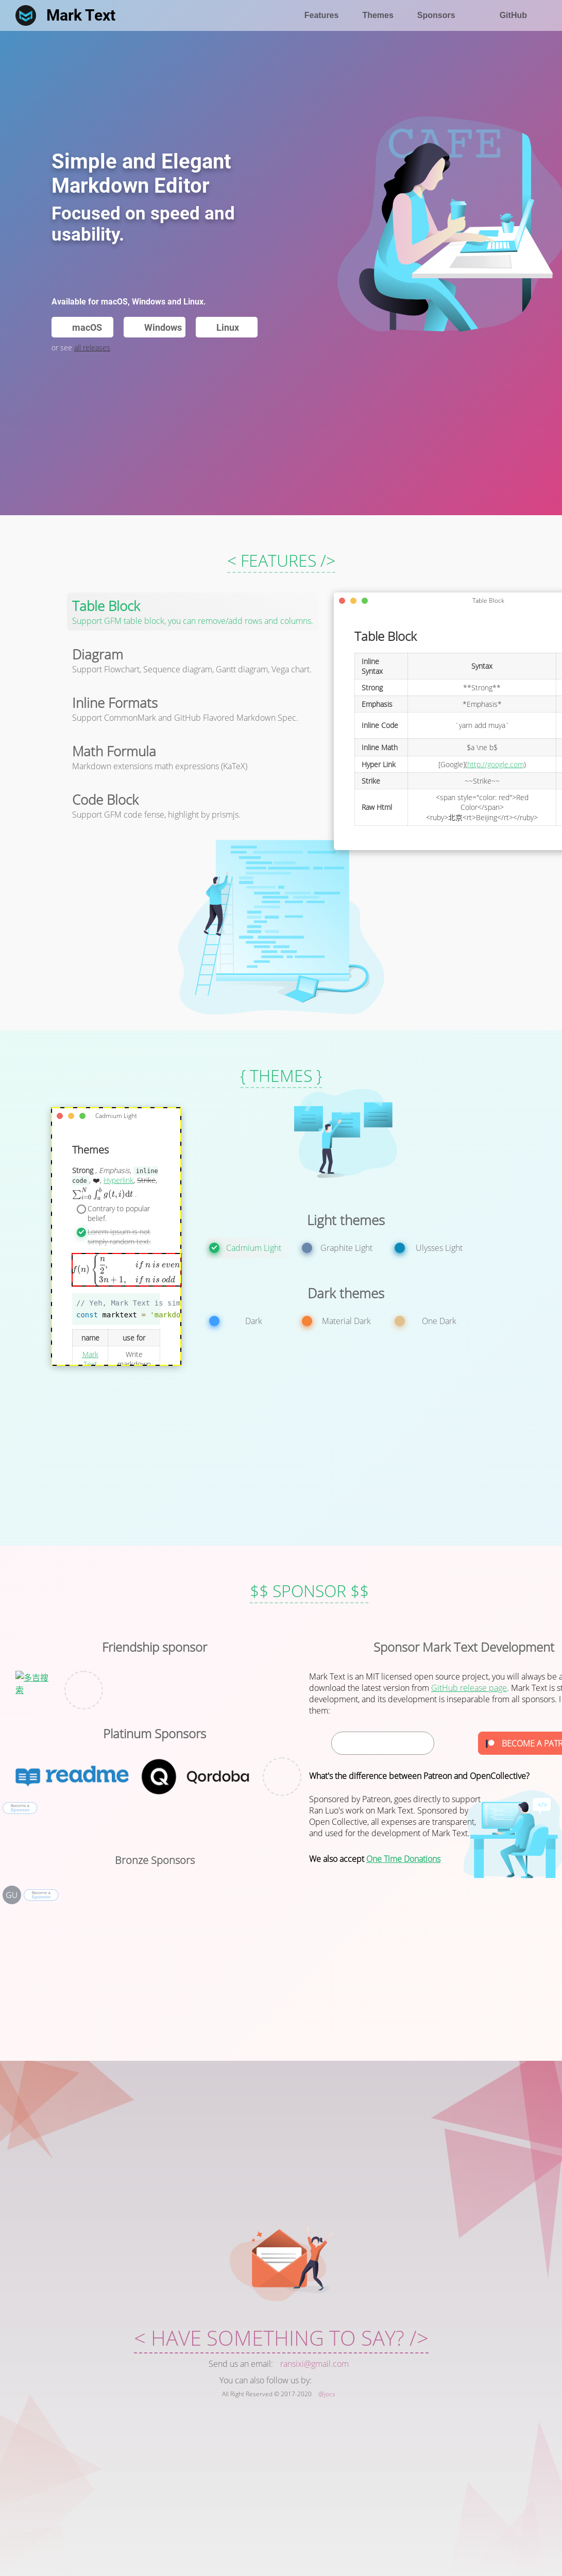 Mark Text
Features Themes Sponsors GitHub
CAFE
Simple and Elegant
Markdown Editor
Focused on speed and
usability.
Available for macOS, Windows and Linux.
macOS Windows Linux
or see all releases
< FEATURES />
Table Block
Support GFM table block, you can remove/add rows and columns.
Diagram
Support Flowchart, Sequence diagram, Gantt diagram, Vega chart.
Inline Formats
Support CommonMark and GitHub Flavored Markdown Spec.
Math Formula
Markdown extensions math expressions (KaTeX)
Code Block
Support GFM code fense, highlight by prismjs.
Table Block
Table Block
Inline Syntax Syntax
Strong **Strong**
Emphasis *Emphasis*
Inline Code `yarn add muya`
Inline Math $a \ne b$
Hyper Link [Google](http://google.com)
Strike ~~Strike~~
Raw Html <span style="color: red">Red
Color</span>
<ruby>北京<rt>Beijing</rt></ruby>
{ THEMES }
Cadmium Light
Themes
Strong , Emphasis, inline
code , ❤️, Hyperlink, Strike,
∑_{i=0}^{N} ∫_{a}^{b} g(t, i)dt .
Contrary to popular
belief.
Lorem Ipsum is not
simply random text.
f(n) { n/2, if n is even
3n + 1, if n is odd
// Yeh, Mark Text is sim
const marktext = 'markdo
name use for
Mark Write
Text markdown
Light themes
Cadmium Light Graphite Light Ulysses Light
Dark themes
Dark Material Dark One Dark
$$ SPONSOR $$
Friendship sponsor
多吉搜
索
Platinum Sponsors
readme Qordoba
Become a
Sponsor
Bronze Sponsors
GU Become a
Sponsor
Sponsor Mark Text Development
Mark Text is an MIT licensed open source project, you will always be a
download the latest version from GitHub release page. Mark Text is st
development, and its development is inseparable from all sponsors. I
them:
BECOME A PATR
What's the difference between Patreon and OpenCollective?
Sponsored by Patreon, goes directly to support
Ran Luo's work on Mark Text. Sponsored by
Open Collective, all expenses are transparent,
and used for the development of Mark Text.
We also accept One Time Donations
</>
< HAVE SOMETHING TO SAY? />
Send us an email: ransixi@gmail.com
You can also follow us by:
All Right Reserved © 2017-2020 @Jocs